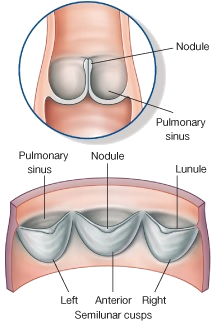 Nodule
Pulmonary
sinus
Pulmonary
sinus
Nodule
Lunule
Left
Anterior
Right
Semilunar cusps